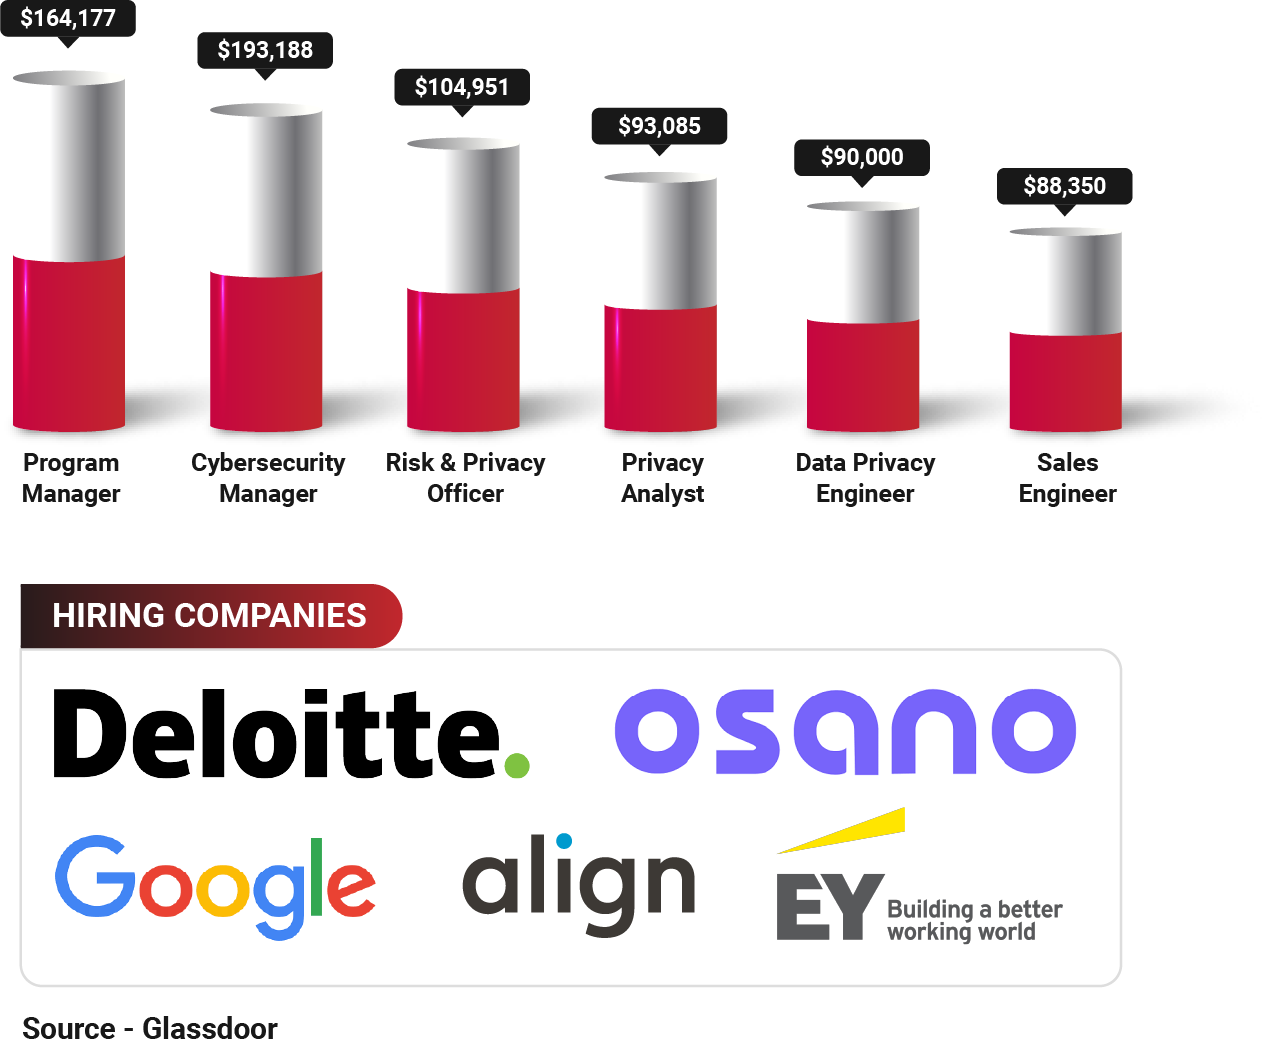 $164,177
$193,188
$104,951
$93,085
$90,000
$88,350
Program
Manager
Cybersecurity
Manager
Risk & Privacy
Officer
Privacy
Analyst
Data Privacy
Engineer
Sales
Engineer
HIRING COMPANIES
Deloitte.
osano
Google
align
EY
Building a better
working world
Source - Glassdoor